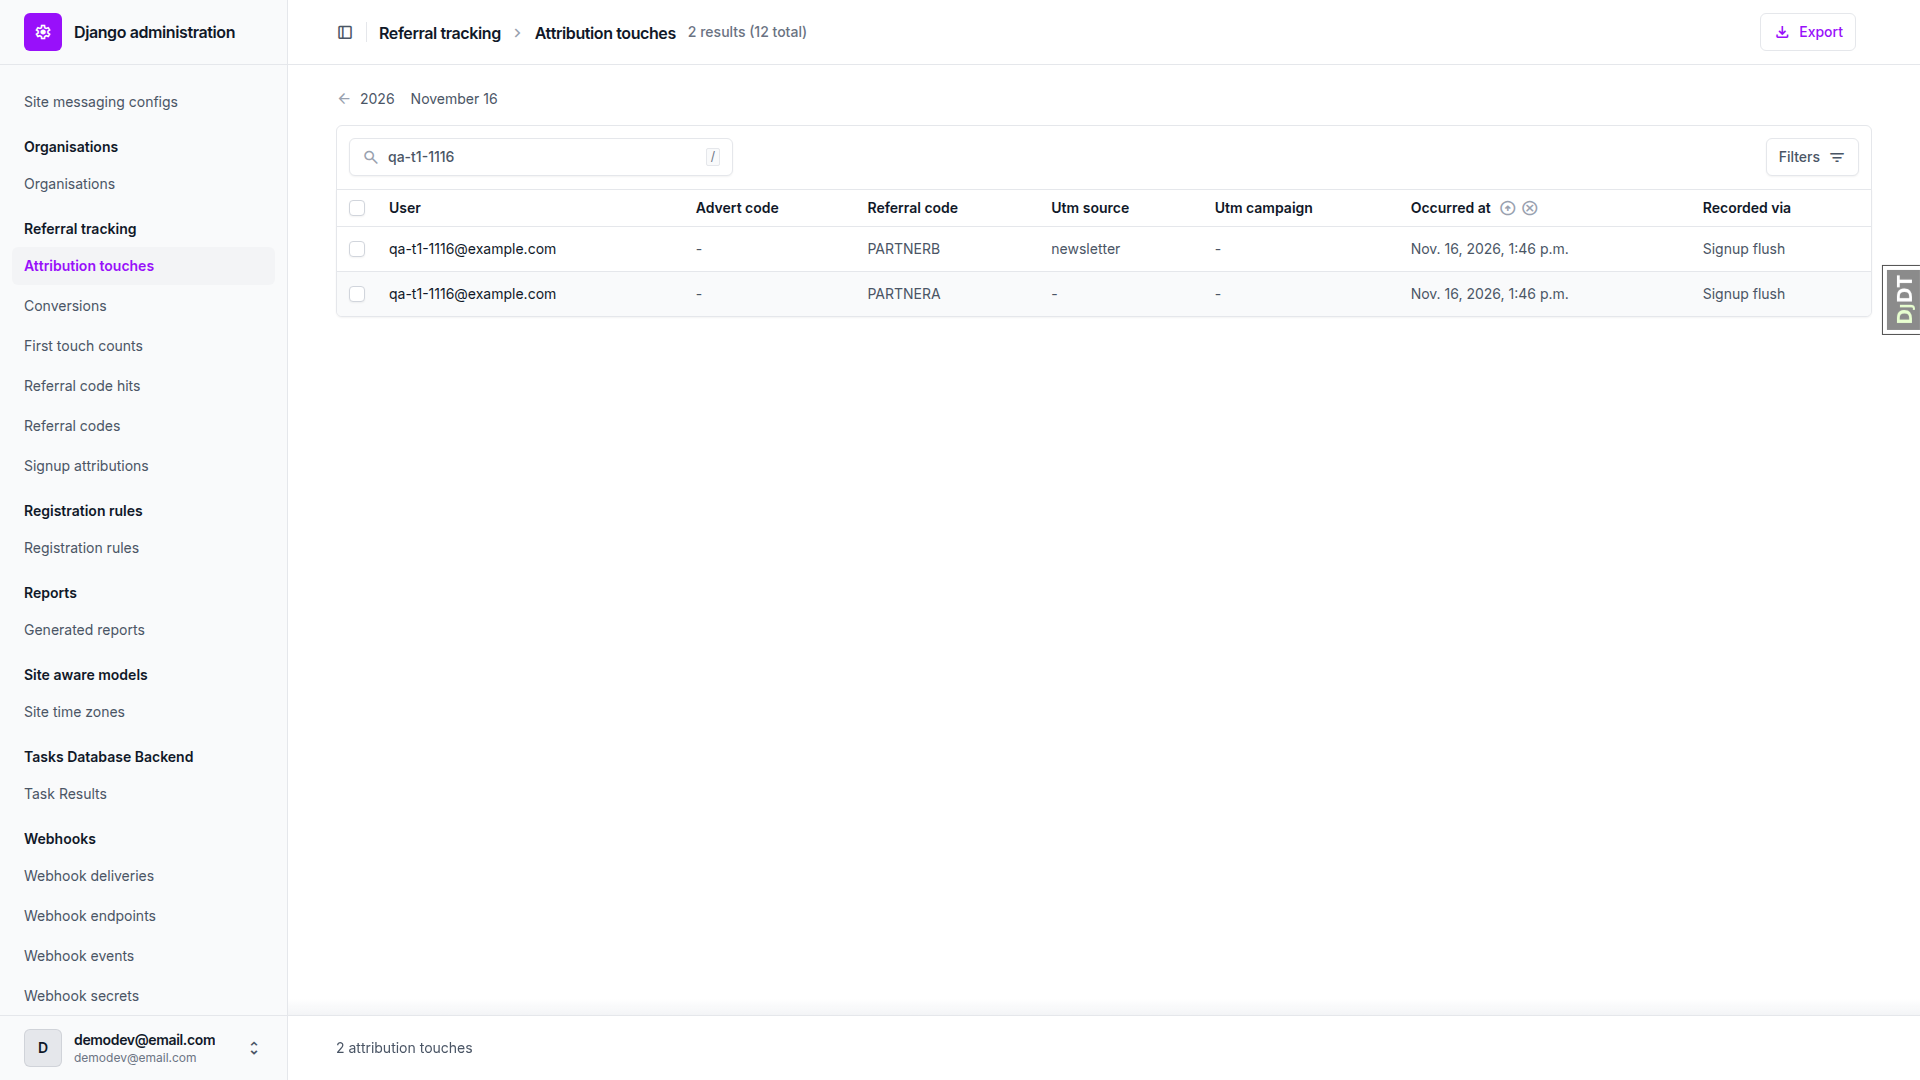 Django administration
Referral tracking
Attribution touches
2 results (12 total)
Export
Site messaging configs
Organisations
Organisations
Referral tracking
Attribution touches
Conversions
First touch counts
Referral code hits
Referral codes
Signup attributions
Registration rules
Registration rules
Reports
Generated reports
Site aware models
Site time zones
Tasks Database Backend
Task Results
Webhooks
Webhook deliveries
Webhook endpoints
Webhook events
Webhook secrets
D
demodev@email.com
demodev@email.com
2026 November 16
qa-t1-1116 /
Filters
User Advert code Referral code Utm source Utm campaign Occurred at Recorded via
qa-t1-1116@example.com - PARTNERB newsletter - Nov. 16, 2026, 1:46 p.m. Signup flush
qa-t1-1116@example.com - PARTNERA - - Nov. 16, 2026, 1:46 p.m. Signup flush
DJDT
2 attribution touches